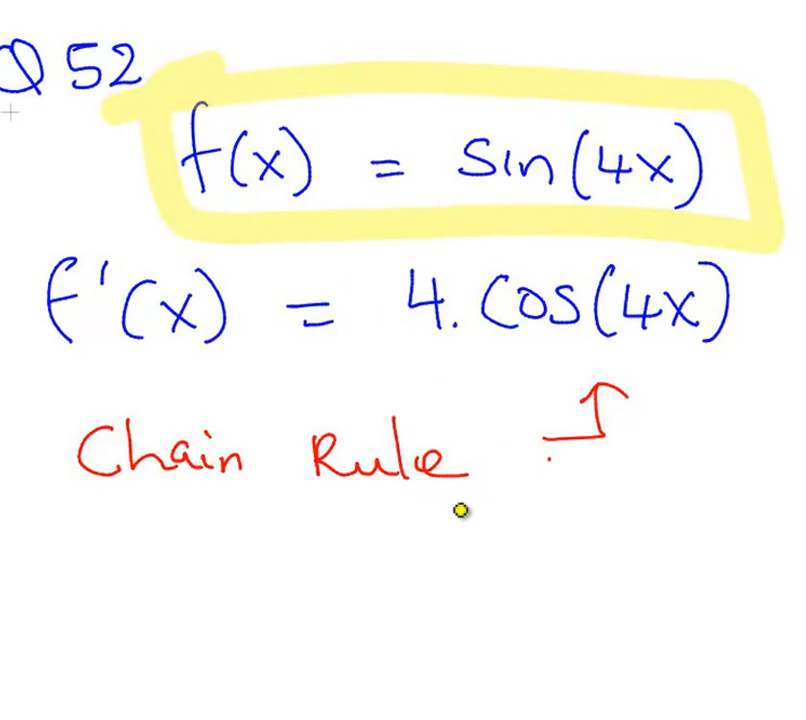 Q 52
f(x) = Sin(4x)
f'(x) = 4. Cos(4x)
Chain Rule